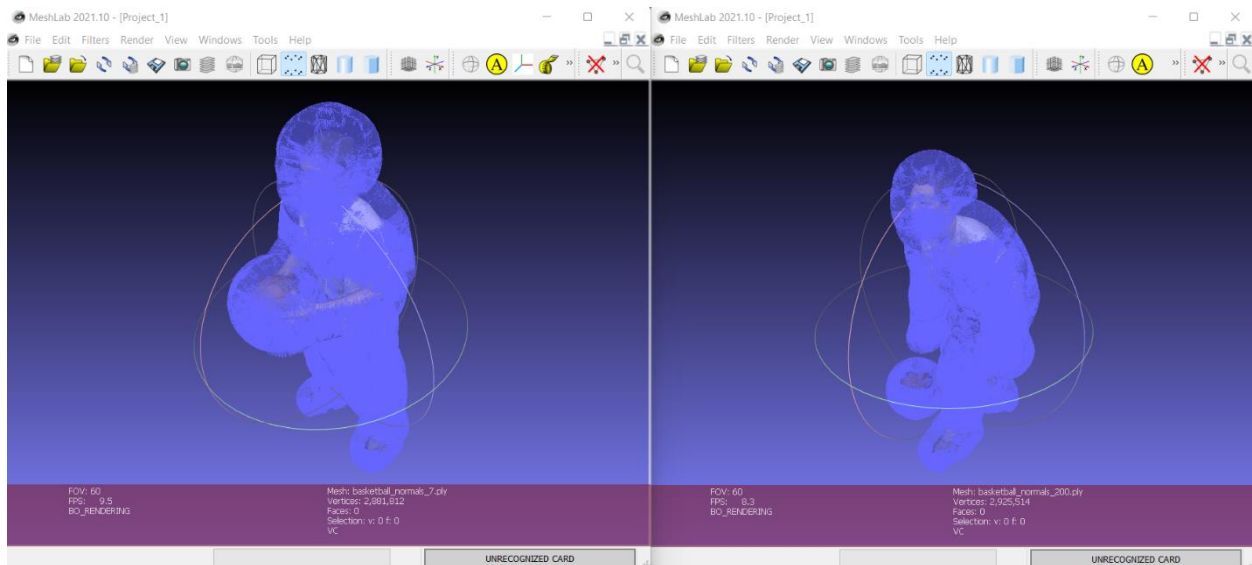 MeshLab 2021.10 - [Project_1]
File Edit Filters Render View Windows Tools Help
A
FOV: 60
FPS: 9.5
BO_RENDERING
Mesh: basketball_normals_7.ply
Vertices: 2,881,812
Faces: 0
Selection: v: 0 f: 0
VC
UNRECOGNIZED CARD
MeshLab 2021.10 - [Project_1]
File Edit Filters Render View Windows Tools Help
A
FOV: 60
FPS: 8.3
BO_RENDERING
Mesh: basketball_normals_200.ply
Vertices: 2,925,514
Faces: 0
Selection: v: 0 f: 0
VC
UNRECOGNIZED CARD